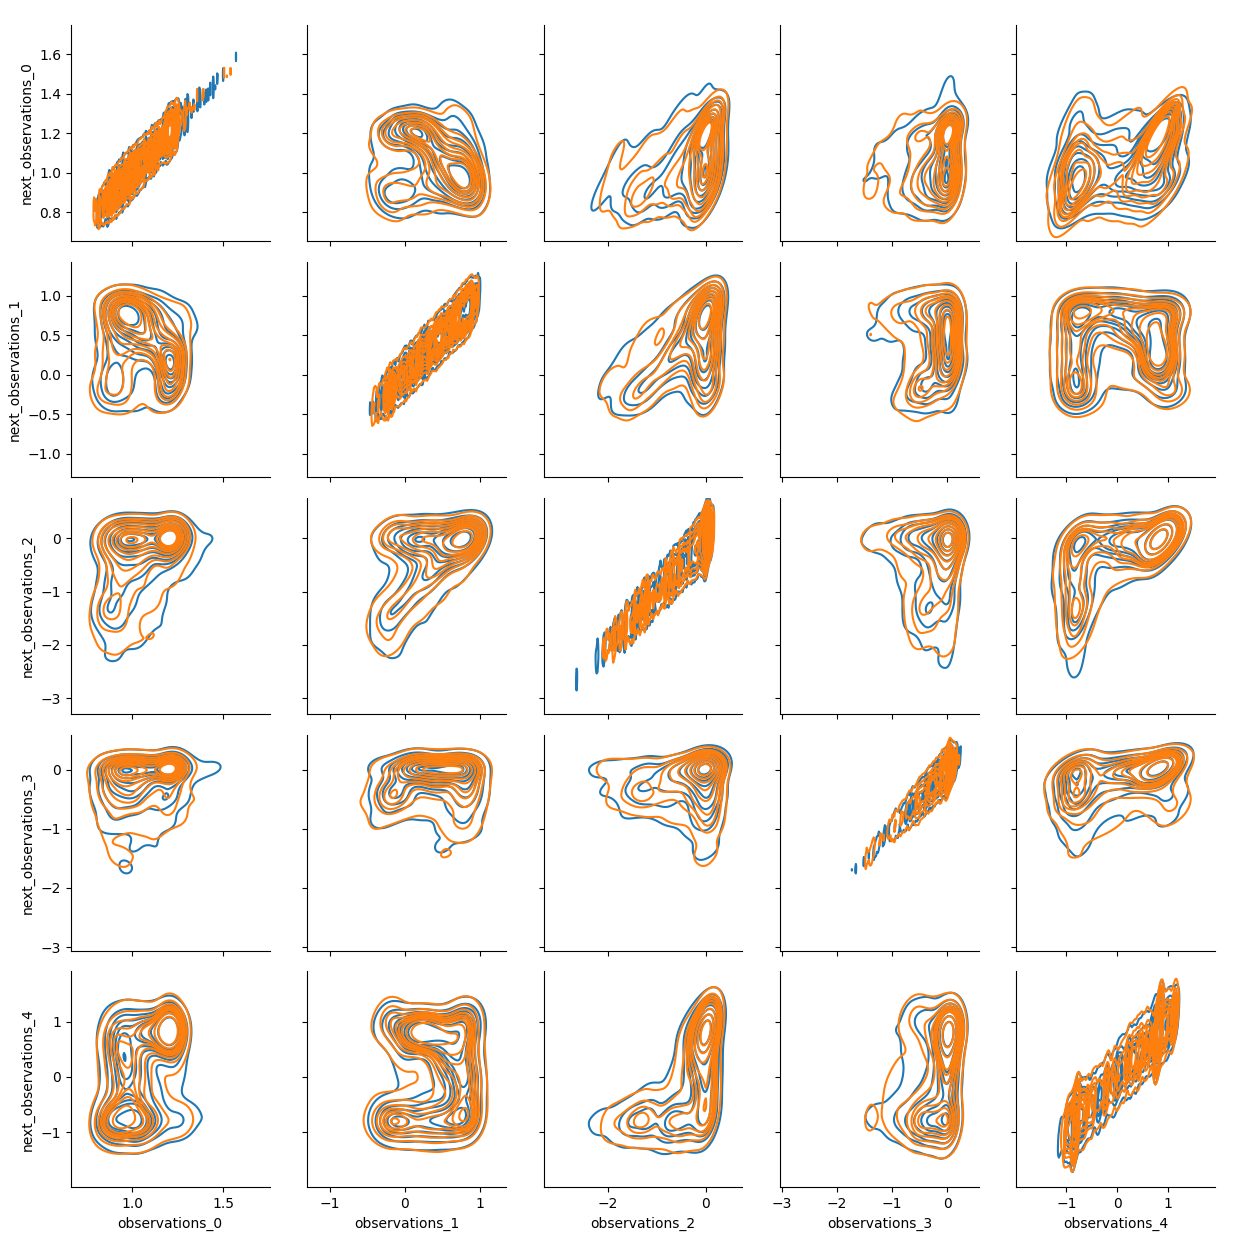 next_observations_0
1.6
1.4
1.2
1.0
0.8
next_observations_1
1.0
0.5
0.0
−0.5
−1.0
next_observations_2
0
−1
−2
−3
next_observations_3
0
−1
−2
−3
next_observations_4
1
0
−1
1.0 1.5
−1 0 1
−2 0
−3 −2 −1 0
−1 0 1
observations_0
observations_1
observations_2
observations_3
observations_4